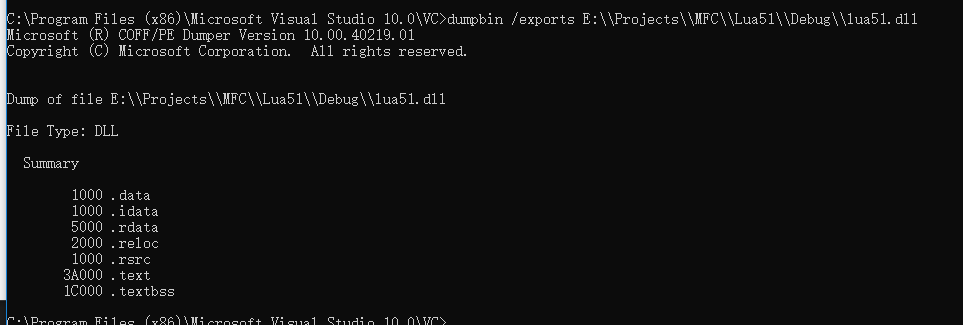 C:\Program Files (x86)\Microsoft Visual Studio 10.0\VC>dumpbin /exports E:\\Projects\\MFC\\Lua51\\Debug\\lua51.dll
Microsoft (R) COFF/PE Dumper Version 10.00.40219.01
Copyright (C) Microsoft Corporation.  All rights reserved.
Dump of file E:\\Projects\\MFC\\Lua51\\Debug\\lua51.dll
File Type: DLL
Summary
1000 .data
1000 .idata
5000 .rdata
2000 .reloc
1000 .rsrc
3A000 .text
1C000 .textbss
C:\Program Files (x86)\Microsoft Visual Studio 10.0\VC>